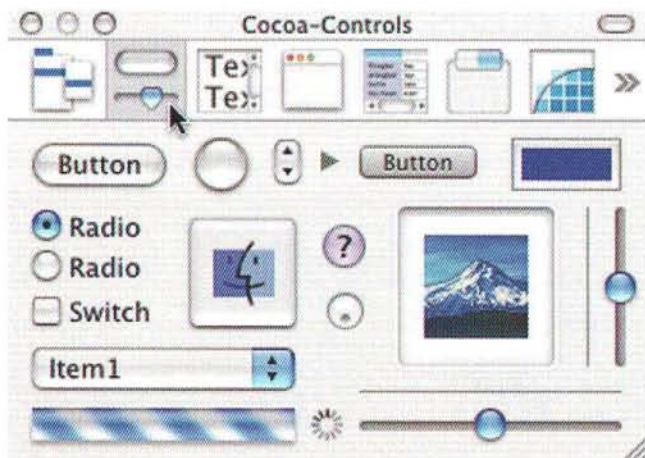 Cocoa-Controls
Tex
Tex
Button
Button
Radio
Radio
?
Switch
Item1